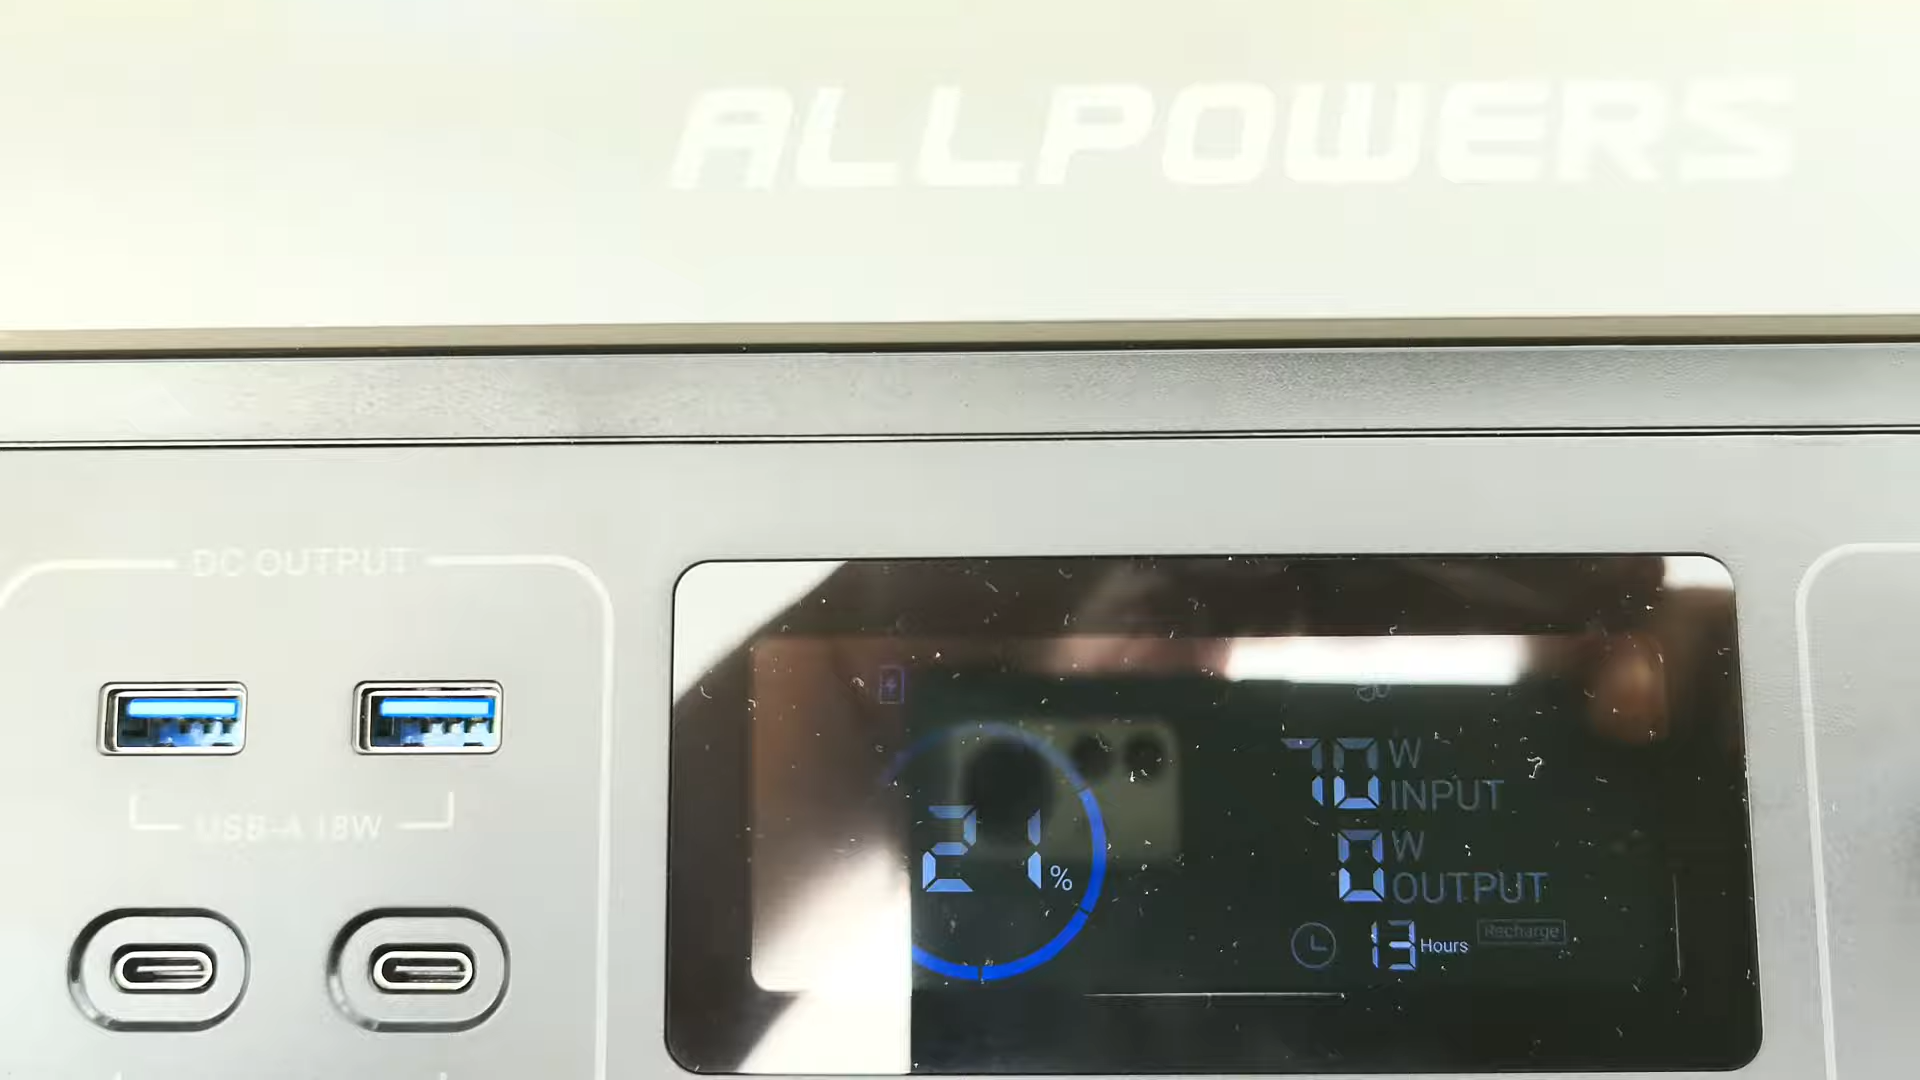 ALLPOWERS
DC OUTPUT
USB-A 18W
21%
70 W
INPUT
0 W
OUTPUT
13 Hours Recharge